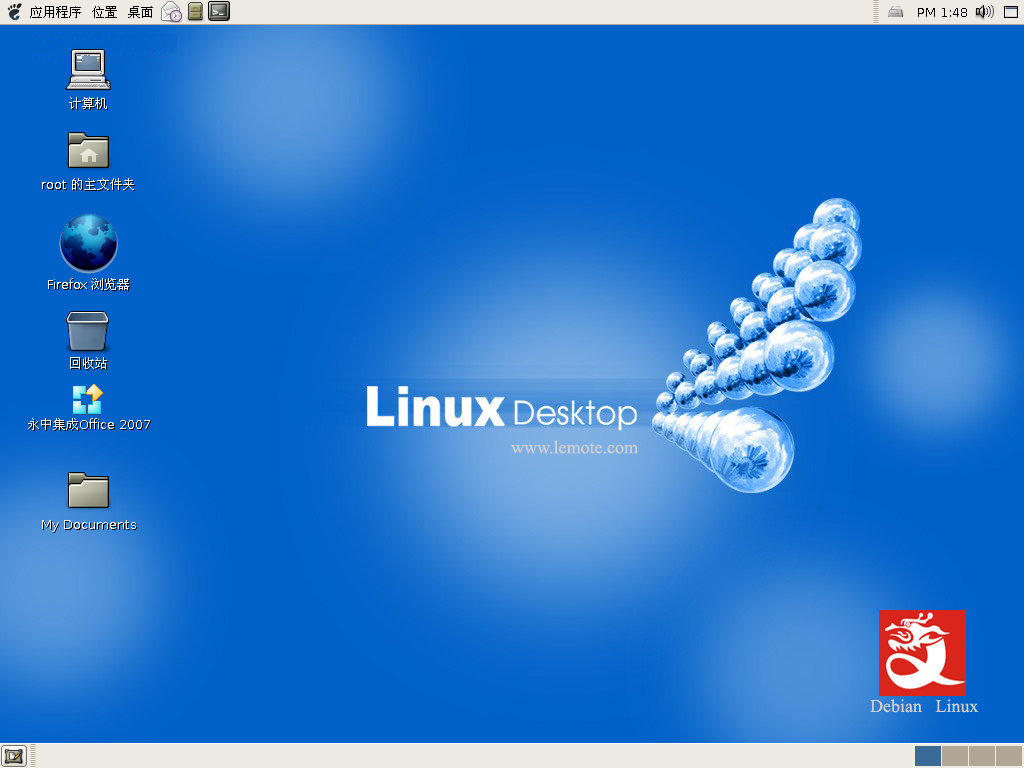 应用程序 位置 桌面 PM 1:48
计算机
root 的主文件夹
Firefox 浏览器
回收站
永中集成Office 2007
My Documents
Linux Desktop
www.lemote.com
Debian Linux